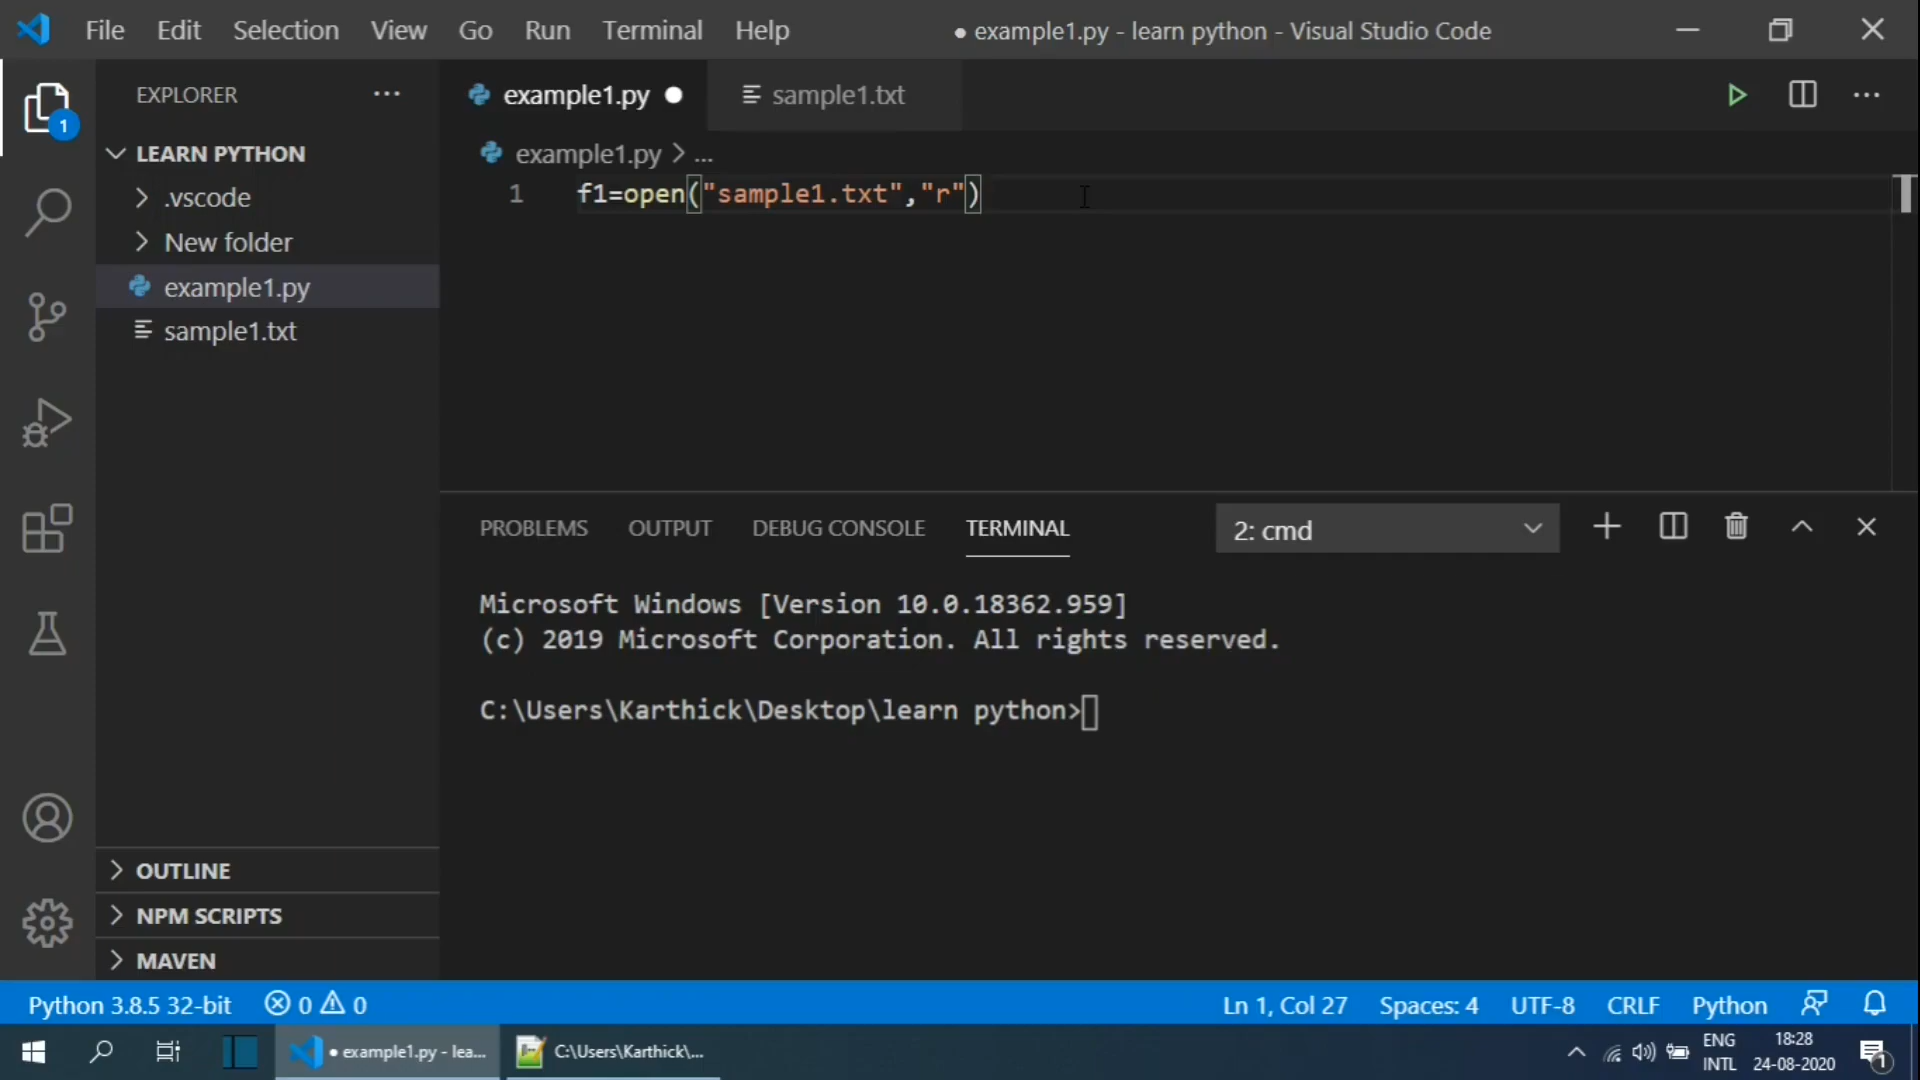 File Edit Selection View Go Run Terminal Help
● example1.py - learn python - Visual Studio Code
EXPLORER ...
example1.py ●
sample1.txt
1
LEARN PYTHON
.vscode
New folder
example1.py
sample1.txt
OUTLINE
NPM SCRIPTS
MAVEN
example1.py > ...
1 f1=open("sample1.txt","r")
PROBLEMS OUTPUT DEBUG CONSOLE TERMINAL
2: cmd
Microsoft Windows [Version 10.0.18362.959]
(c) 2019 Microsoft Corporation. All rights reserved.
C:\Users\Karthick\Desktop\learn python>
Python 3.8.5 32-bit 0 0
Ln 1, Col 27 Spaces: 4 UTF-8 CRLF Python
● example1.py - lea...
C:\Users\Karthick\...
ENG
INTL
18:28
24-08-2020
1